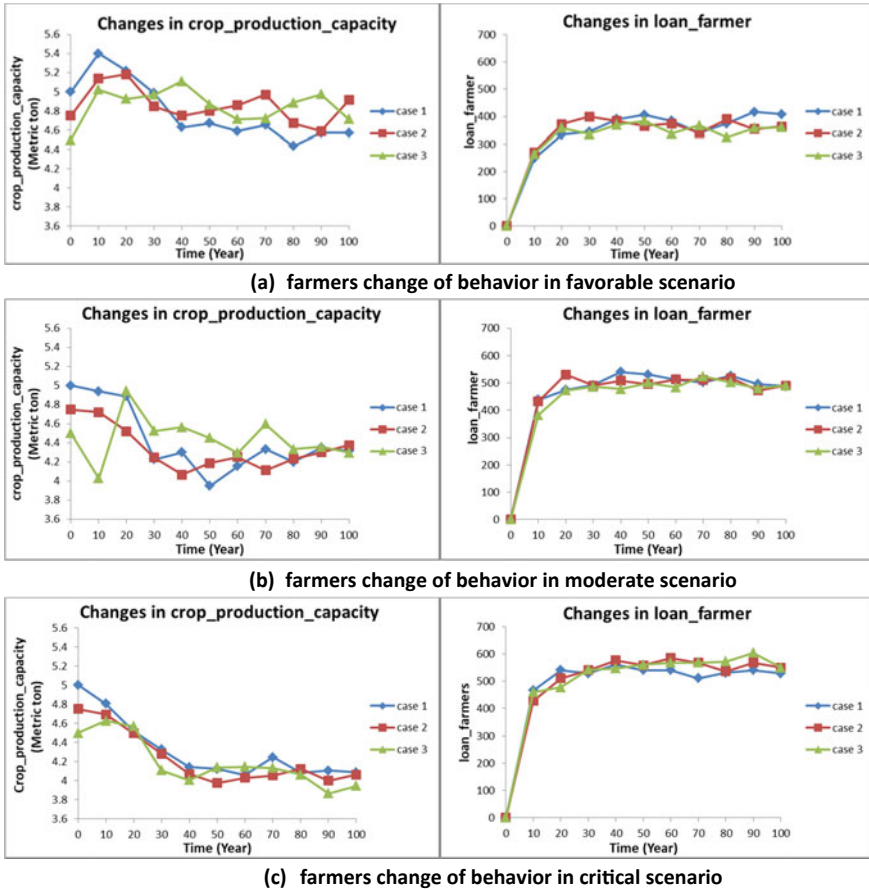 Changes in crop_production_capacity
crop_production_capacity
(Metric ton)
5.6
5.4
5.2
5
4.8
4.6
4.4
4.2
4
3.8
3.6
0 10 20 30 40 50 60 70 80 90 100
Time (Year)
case 1
case 2
case 3
Changes in loan_farmer
loan_farmer
700
600
500
400
300
200
100
0
0 10 20 30 40 50 60 70 80 90 100
Time (Year)
case 1
case 2
case 3
(a) farmers change of behavior in favorable scenario
Changes in crop_production_capacity
crop_production_capacity
(Metric ton)
5.6
5.4
5.2
5
4.8
4.6
4.4
4.2
4
3.8
3.6
0 10 20 30 40 50 60 70 80 90 100
Time (Year)
case 1
case 2
case 3
Changes in loan_farmer
loan_farmer
700
600
500
400
300
200
100
0
0 10 20 30 40 50 60 70 80 90 100
Time (Year)
case 1
case 2
case 3
(b) farmers change of behavior in moderate scenario
Changes in crop_production_capacity
Crop_production_capacity
(Metric ton)
5.6
5.4
5.2
5
4.8
4.6
4.4
4.2
4
3.8
3.6
0 10 20 30 40 50 60 70 80 90 100
Time (Year)
case 1
case 2
case 3
Changes in loan_farmer
loan_farmers
700
600
500
400
300
200
100
0
0 10 20 30 40 50 60 70 80 90 100
Time (Year)
case 1
case 2
case 3
(c) farmers change of behavior in critical scenario